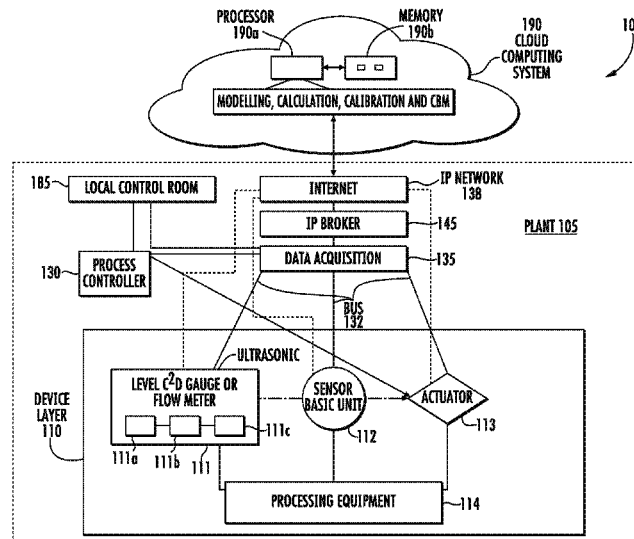 PROCESSOR
190a
MEMORY
190b
190
CLOUD
COMPUTING
SYSTEM
10
MODELLING, CALCULATION, CALIBRATION AND CBM
185
LOCAL CONTROL ROOM
INTERNET
IP NETWORK
138
IP BROKER
145
PLANT 105
130
PROCESS
CONTROLLER
DATA ACQUISITION
135
BUS
132
ULTRASONIC
DEVICE
LAYER
110
LEVEL C²D GAUGE OR
FLOW METER
111a
111b
111
111c
SENSOR
BASIC UNIT
112
ACTUATOR
113
PROCESSING EQUIPMENT
114